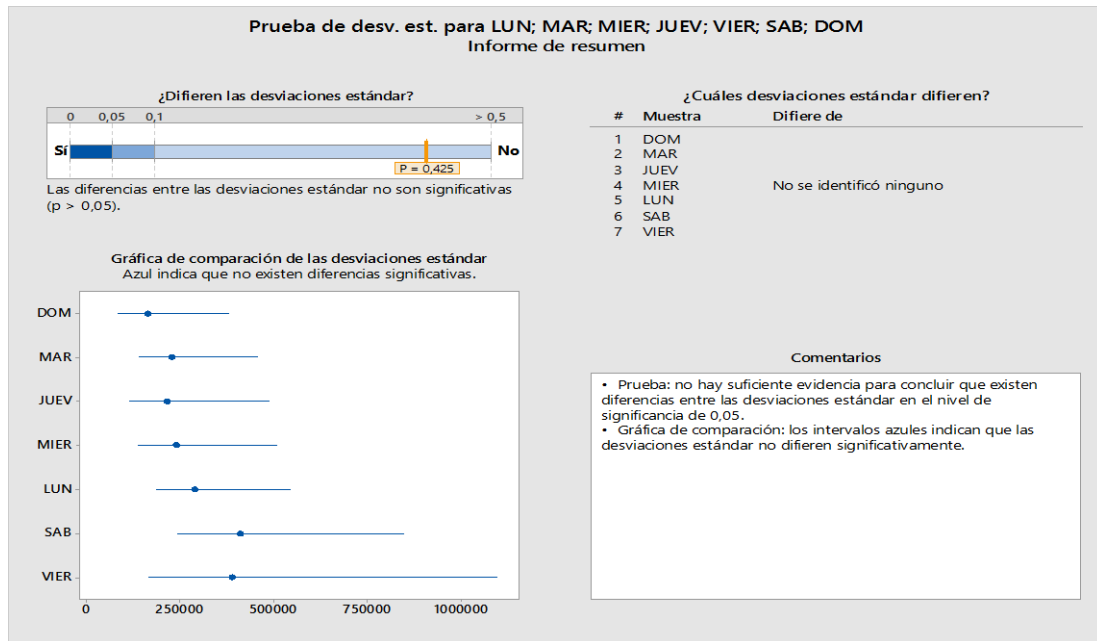 Prueba de desv. est. para LUN; MAR; MIER; JUEV; VIER; SAB; DOM
Informe de resumen
¿Difieren las desviaciones estándar?
0 0,05 0,1 > 0,5
Sí No
P = 0,425
Las diferencias entre las desviaciones estándar no son significativas
(p > 0,05).
¿Cuáles desviaciones estándar difieren?
# Muestra Difiere de
1 DOM
2 MAR
3 JUEV
4 MIER No se identificó ninguno
5 LUN
6 SAB
7 VIER
Gráfica de comparación de las desviaciones estándar
Azul indica que no existen diferencias significativas.
DOM
MAR
JUEV
MIER
LUN
SAB
VIER
0 250000 500000 750000 1000000
Comentarios
• Prueba: no hay suficiente evidencia para concluir que existen
diferencias entre las desviaciones estándar en el nivel de
significancia de 0,05.
• Gráfica de comparación: los intervalos azules indican que las
desviaciones estándar no difieren significativamente.